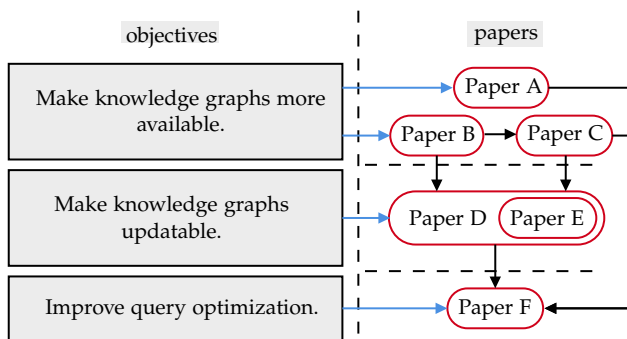 objectives
papers
Make knowledge graphs more
available.
Paper A
Paper B
Paper C
Make knowledge graphs
updatable.
Paper D
Paper E
Improve query optimization.
Paper F